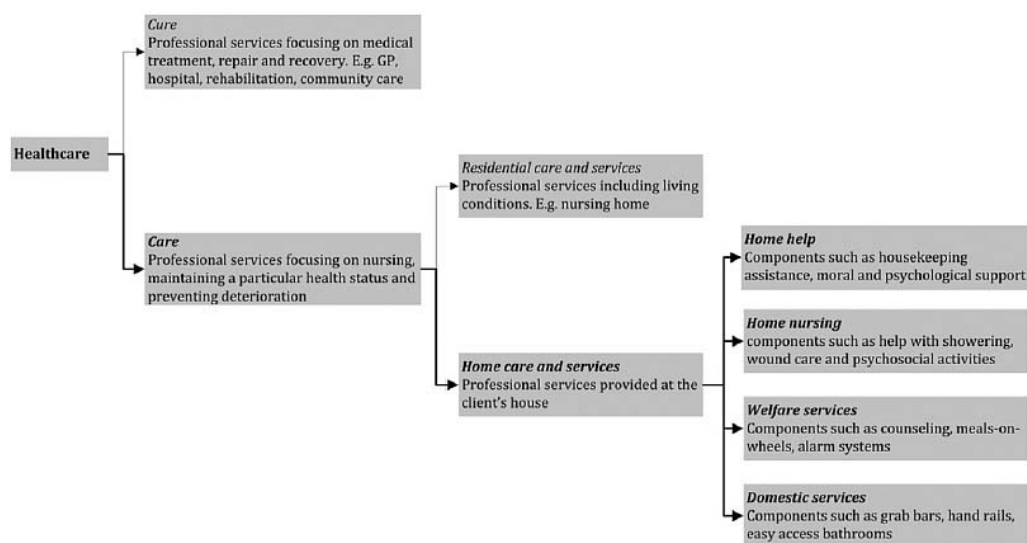 Cure
Professional services focusing on medical
treatment, repair and recovery. E.g. GP,
hospital, rehabilitation, community care
Healthcare
Care
Professional services focusing on nursing,
maintaining a particular health status and
preventing deterioration
Residential care and services
Professional services including living
conditions. E.g. nursing home
Home care and services
Professional services provided at the
client's house
Home help
Components such as housekeeping
assistance, moral and psychological support
Home nursing
components such as help with showering,
wound care and psychosocial activities
Welfare services
Components such as counseling, meals-on-
wheels, alarm systems
Domestic services
Components such as grab bars, hand rails,
easy access bathrooms